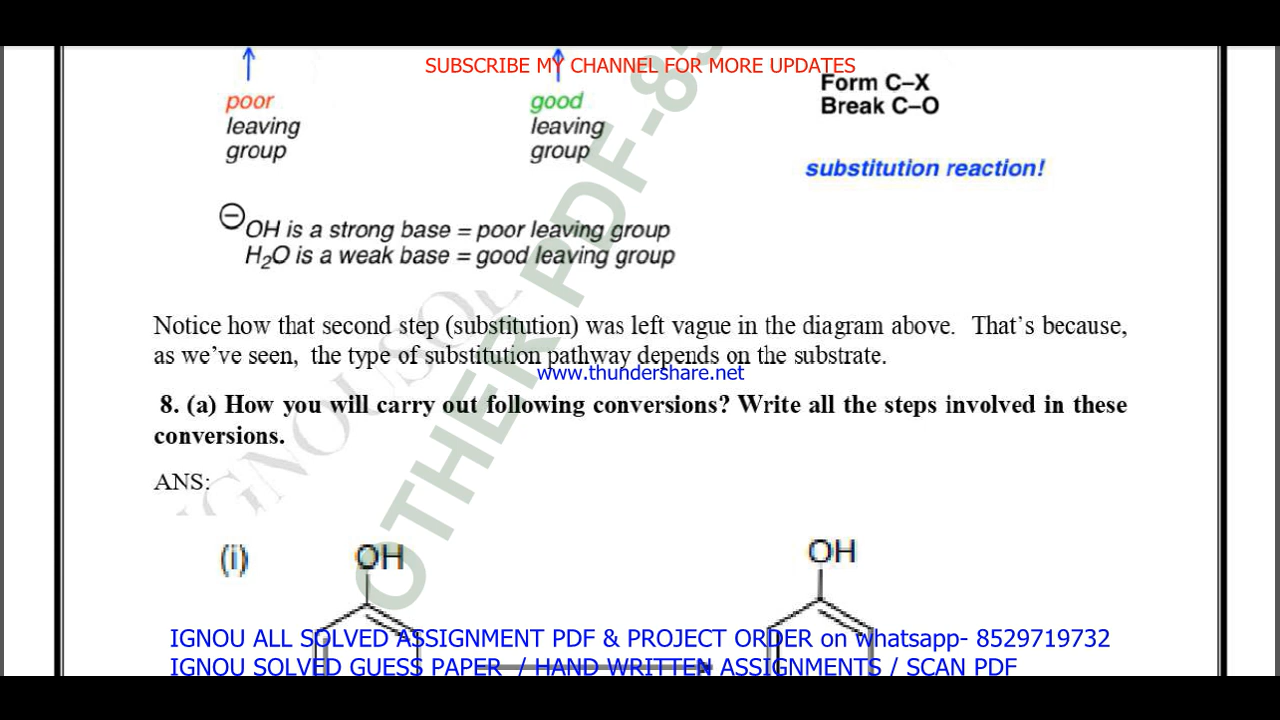 SUBSCRIBE MY CHANNEL FOR MORE UPDATES
poor
leaving
group
good
leaving
group
Form C–X
Break C–O
substitution reaction!
⊖OH is a strong base = poor leaving group
H₂O is a weak base = good leaving group
Notice how that second step (substitution) was left vague in the diagram above. That's because,
as we've seen, the type of substitution pathway depends on the substrate.
www.thundershare.net
8. (a) How you will carry out following conversions? Write all the steps involved in these
conversions.
ANS:
(i) OH OH
IGNOU ALL SOLVED ASSIGNMENT PDF & PROJECT ORDER on whatsapp- 8529719732
IGNOU SOLVED GUESS PAPER / HAND WRITTEN ASSIGNMENTS / SCAN PDF
OTHER PDF-85